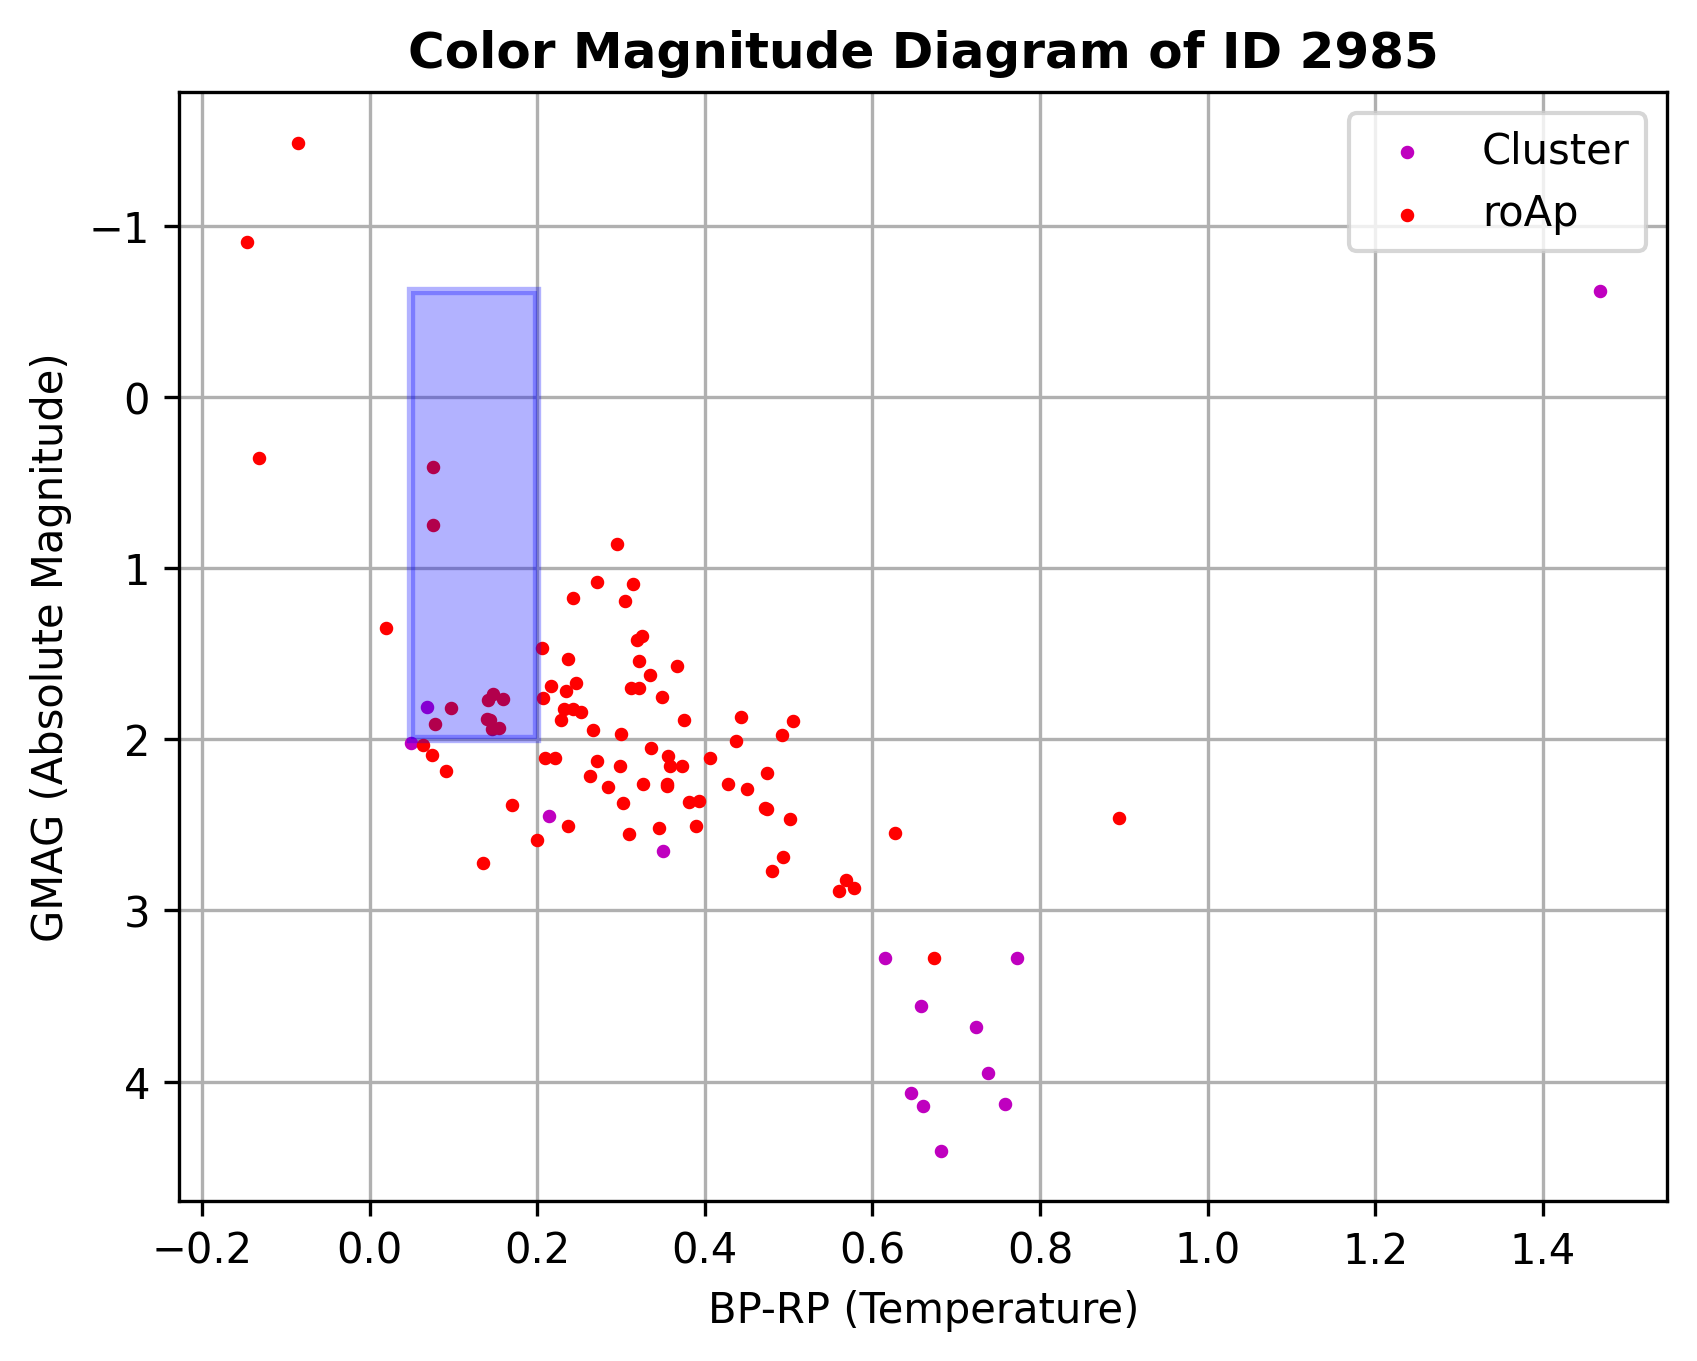 Color Magnitude Diagram of ID 2985
Cluster
roAp
GMAG (Absolute Magnitude)
−1
0
1
2
3
4
−0.2 0.0 0.2 0.4 0.6 0.8 1.0 1.2 1.4
BP-RP (Temperature)